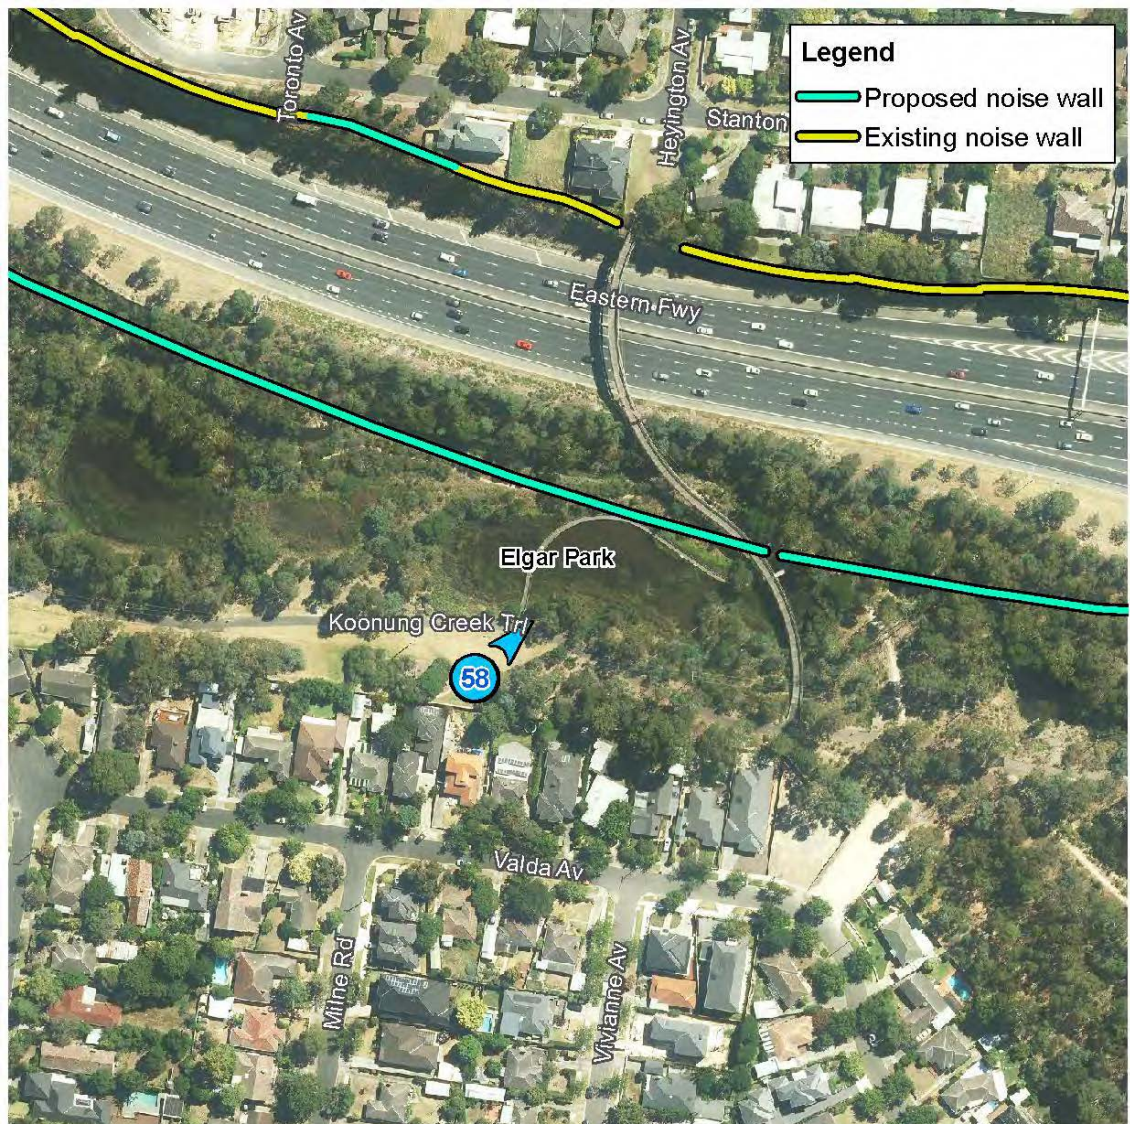 Toronto Av
Heyington Av
Stanton
Legend
Proposed noise wall
Existing noise wall
Eastern Fwy
Elgar Park
Koonung Creek Trl
58
Valda Av
Milne Rd
Vivianne Av